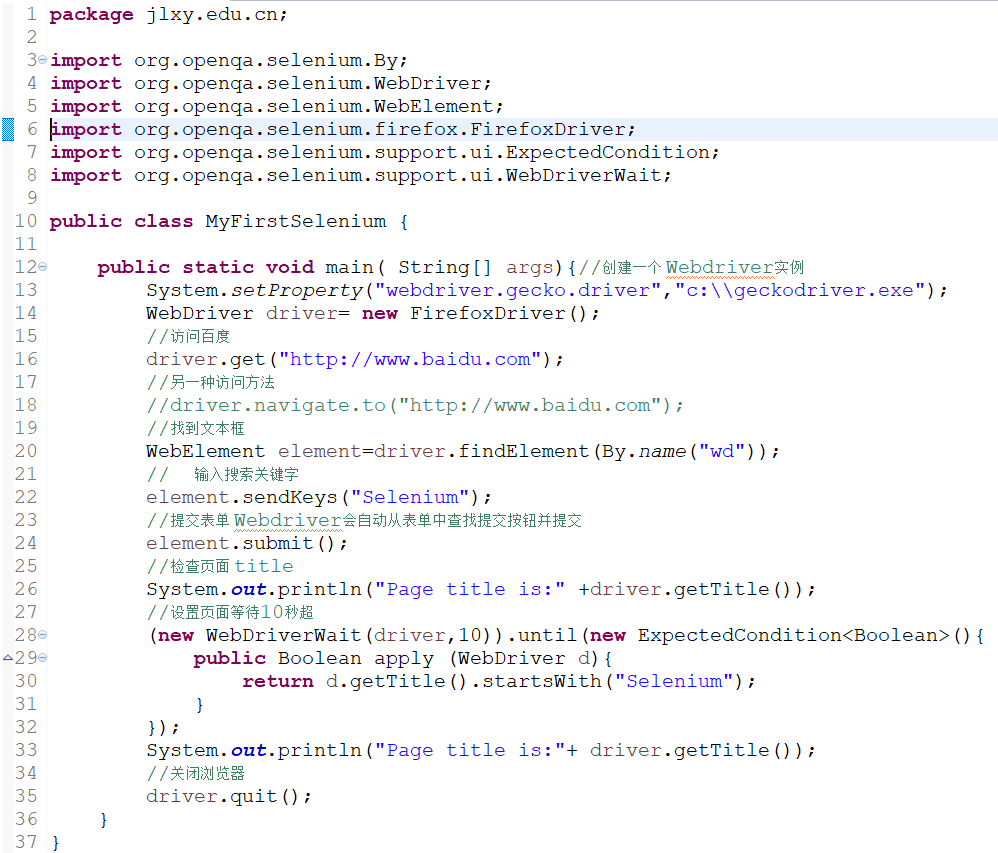 1 package jlxy.edu.cn;
2
3 import org.openqa.selenium.By;
4 import org.openqa.selenium.WebDriver;
5 import org.openqa.selenium.WebElement;
6 import org.openqa.selenium.firefox.FirefoxDriver;
7 import org.openqa.selenium.support.ui.ExpectedCondition;
8 import org.openqa.selenium.support.ui.WebDriverWait;
9
10 public class MyFirstSelenium {
11
12     public static void main( String[] args){//创建一个Webdriver实例
13         System.setProperty("webdriver.gecko.driver","c:\\geckodriver.exe");
14         WebDriver driver= new FirefoxDriver();
15         //访问百度
16         driver.get("http://www.baidu.com");
17         //另一种访问方法
18         //driver.navigate.to("http://www.baidu.com");
19         //找到文本框
20         WebElement element=driver.findElement(By.name("wd"));
21         //  输入搜索关键字
22         element.sendKeys("Selenium");
23         //提交表单Webdriver会自动从表单中查找提交按钮并提交
24         element.submit();
25         //检查页面title
26         System.out.println("Page title is:" +driver.getTitle());
27         //设置页面等待10秒超
28         (new WebDriverWait(driver,10)).until(new ExpectedCondition<Boolean>(){
29             public Boolean apply (WebDriver d){
30                 return d.getTitle().startsWith("Selenium");
31             }
32         });
33         System.out.println("Page title is:"+ driver.getTitle());
34         //关闭浏览器
35         driver.quit();
36     }
37 }